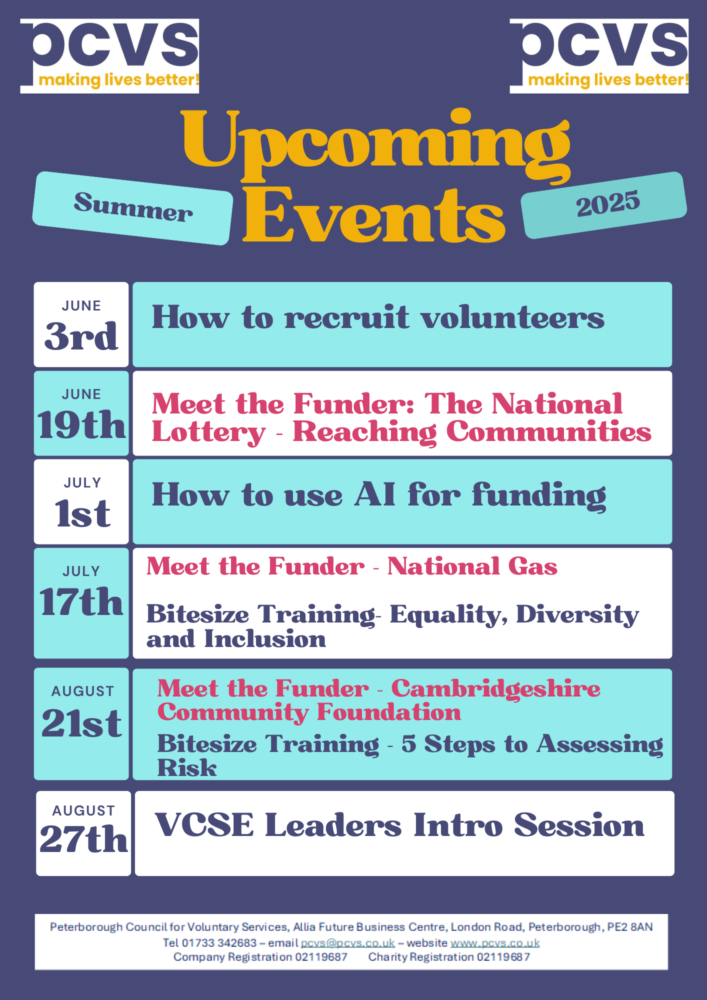 pcvs
making lives better!
pcvs
making lives better!
Upcoming
Events
Summer
2025
JUNE
3rd
How to recruit volunteers
JUNE
19th
Meet the Funder: The National
Lottery - Reaching Communities
JULY
1st
How to use AI for funding
JULY
17th
Meet the Funder - National Gas
Bitesize Training- Equality, Diversity
and Inclusion
AUGUST
21st
Meet the Funder - Cambridgeshire
Community Foundation
Bitesize Training - 5 Steps to Assessing
Risk
AUGUST
27th
VCSE Leaders Intro Session
Peterborough Council for Voluntary Services, Allia Future Business Centre, London Road, Peterborough, PE2 8AN
Tel 01733 342683 – email pcvs@pcvs.co.uk – website www.pcvs.co.uk
Company Registration 02119687 Charity Registration 02119687